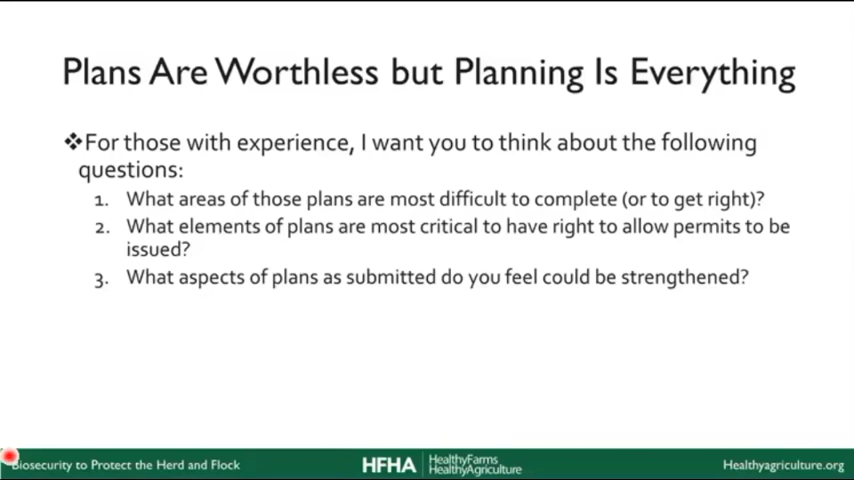 Plans Are Worthless but Planning Is Everything
❖For those with experience, I want you to think about the following
questions:
1. What areas of those plans are most difficult to complete (or to get right)?
2. What elements of plans are most critical to have right to allow permits to be
issued?
3. What aspects of plans as submitted do you feel could be strengthened?
Biosecurity to Protect the Herd and Flock
HFHA
HealthyFarms
HealthyAgriculture
Healthyagriculture.org